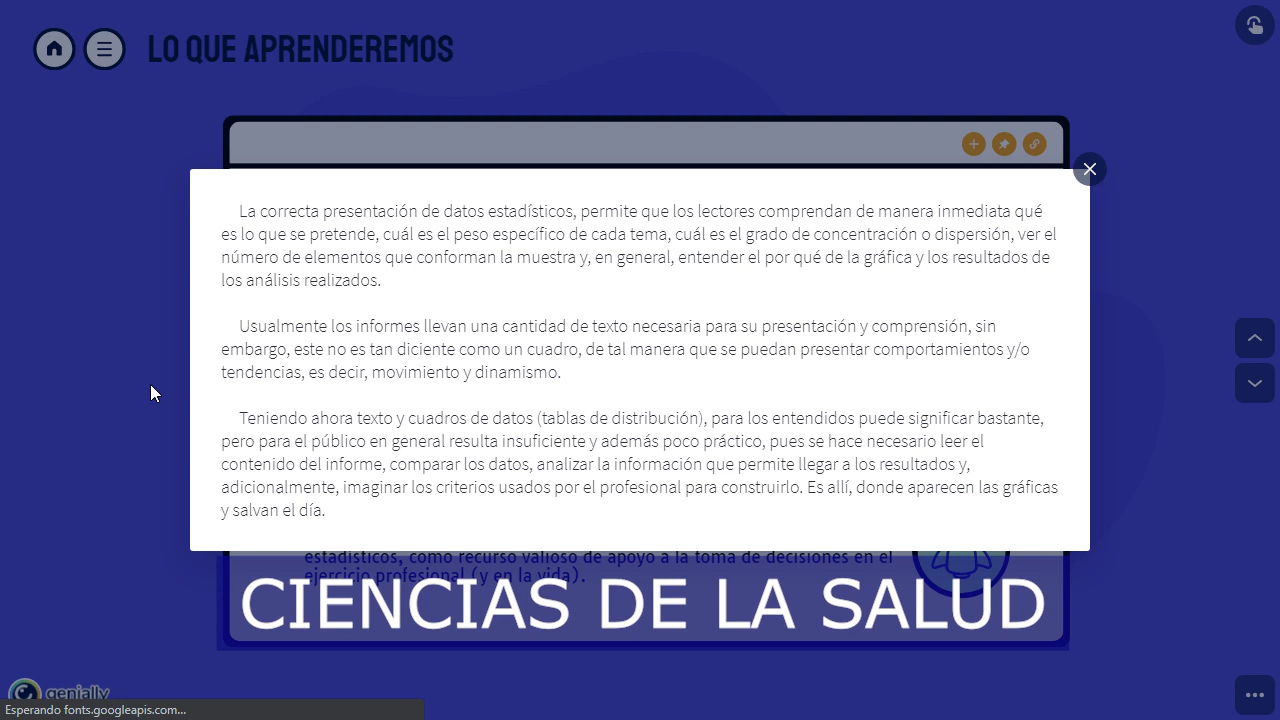 LO QUE APRENDEREMOS
La correcta presentación de datos estadísticos, permite que los lectores comprendan de manera inmediata qué
es lo que se pretende, cuál es el peso específico de cada tema, cuál es el grado de concentración o dispersión, ver el
número de elementos que conforman la muestra y, en general, entender el por qué de la gráfica y los resultados de
los análisis realizados.
Usualmente los informes llevan una cantidad de texto necesaria para su presentación y comprensión, sin
embargo, este no es tan diciente como un cuadro, de tal manera que se puedan presentar comportamientos y/o
tendencias, es decir, movimiento y dinamismo.
Teniendo ahora texto y cuadros de datos (tablas de distribución), para los entendidos puede significar bastante,
pero para el público en general resulta insuficiente y además poco práctico, pues se hace necesario leer el
contenido del informe, comparar los datos, analizar la información que permite llegar a los resultados y,
adicionalmente, imaginar los criterios usados por el profesional para construirlo. Es allí, donde aparecen las gráficas
y salvan el día.
estadísticos, como recurso valioso de apoyo a la toma de decisiones en el
ejercicio profesional (y en la vida).
CIENCIAS DE LA SALUD
genially
Esperando fonts.googleapis.com...